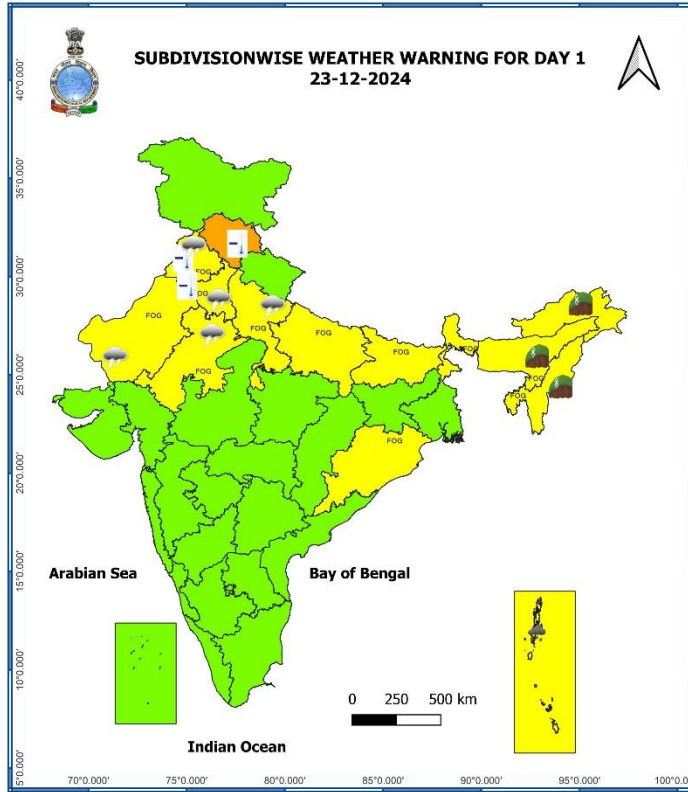 SUBDIVISIONWISE WEATHER WARNING FOR DAY 1
23-12-2024
40°0.000'
35°0.000'
30°0.000'
25°0.000'
20°0.000'
15°0.000'
10°0.000'
5°0.000'
FOG
FOG
FOG
FOG
FOG
FOG
FOG
FOG
FOG
FOG
FOG
Arabian Sea
Bay of Bengal
0 250 500 km
Indian Ocean
70°0.000'
75°0.000'
80°0.000'
85°0.000'
90°0.000'
95°0.000'
100°0.000